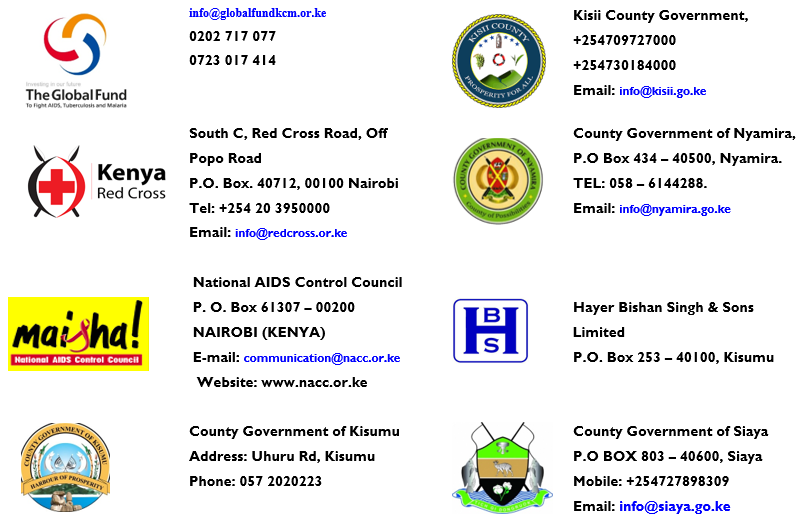 Investing in our future
The Global Fund
To Fight AIDS, Tuberculosis and Malaria
info@globalfundkcm.or.ke
0202 717 077
0723 017 414
KISII COUNTY
PROSPERITY FOR ALL
Kisii County Government,
+254709727000
+254730184000
Email: info@kisii.go.ke
Kenya
Red Cross
South C, Red Cross Road, Off
Popo Road
P.O. Box. 40712, 00100 Nairobi
Tel: +254 20 3950000
Email: info@redcross.or.ke
COUNTY GOVERNMENT OF NYAMIRA
County of Possibilities
County Government of Nyamira,
P.O Box 434 – 40500, Nyamira.
TEL: 058 – 6144288.
Email: info@nyamira.go.ke
maisha!
National AIDS Control Council
National AIDS Control Council
P. O. Box 61307 – 00200
NAIROBI (KENYA)
E-mail: communication@nacc.or.ke
Website: www.nacc.or.ke
HBS
Hayer Bishan Singh & Sons
Limited
P.O. Box 253 – 40100, Kisumu
COUNTY GOVERNMENT OF KISUMU
HARBOUR OF PROSPERITY
County Government of Kisumu
Address: Uhuru Rd, Kisumu
Phone: 057 2020223
County Government of Siaya
P.O BOX 803 – 40600, Siaya
Mobile: +254727898309
Email: info@siaya.go.ke